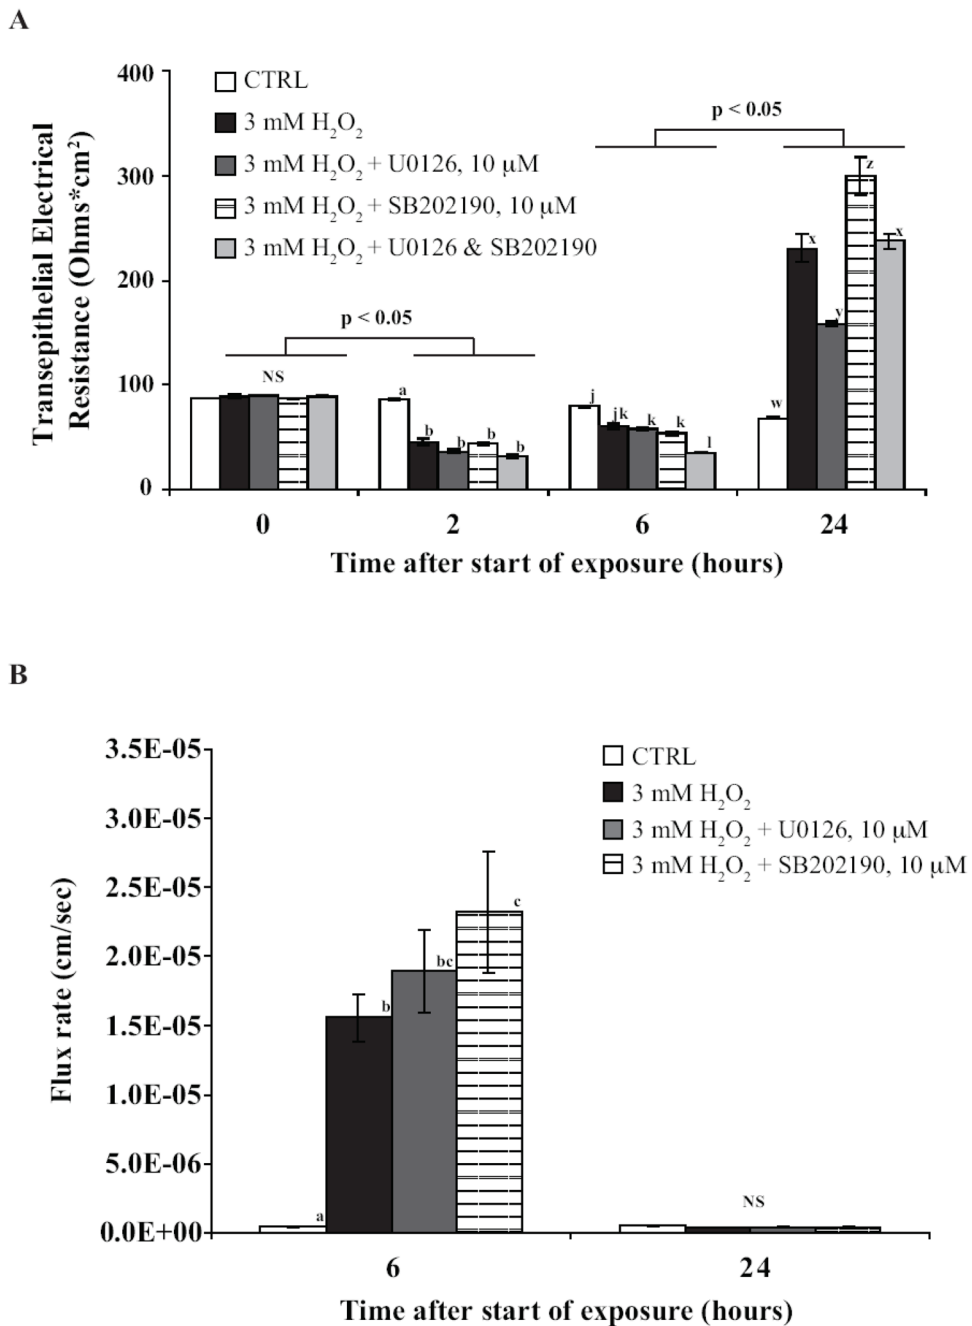 A
Transepithelial Electrical
Resistance (Ohms*cm²)
400
300
200
100
0
CTRL
3 mM H₂O₂
3 mM H₂O₂ + U0126, 10 μM
3 mM H₂O₂ + SB202190, 10 μM
3 mM H₂O₂ + U0126 & SB202190
p < 0.05
p < 0.05
NS
a
b
b
b
b
j
jk
k
k
l
w
x
y
z
x
0
2
6
24
Time after start of exposure (hours)
B
Flux rate (cm/sec)
3.5E-05
3.0E-05
2.5E-05
2.0E-05
1.5E-05
1.0E-05
5.0E-06
0.0E+00
CTRL
3 mM H₂O₂
3 mM H₂O₂ + U0126, 10 μM
3 mM H₂O₂ + SB202190, 10 μM
a
b
bc
c
NS
6
24
Time after start of exposure (hours)